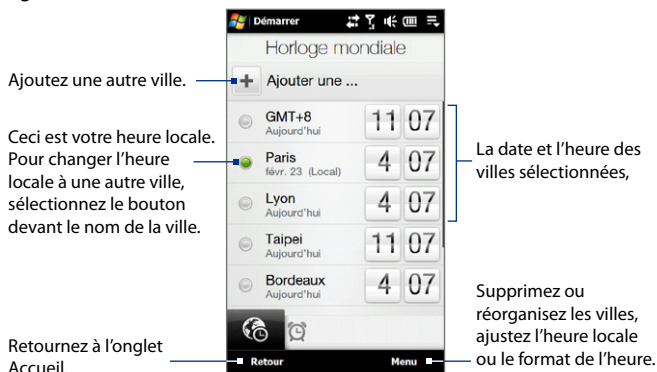 Démarrer
Horloge mondiale
Ajoutez une autre ville.
Ajouter une ...
GMT+8
Aujourd'hui
11 07
Ceci est votre heure locale.
Pour changer l'heure
locale à une autre ville,
sélectionnez le bouton
devant le nom de la ville.
Paris
févr. 23 (Local)
4 07
La date et l'heure des
villes sélectionnées,
Lyon
Aujourd'hui
4 07
Taipei
Aujourd'hui
11 07
Bordeaux
Aujourd'hui
4 07
Supprimez ou
réorganisez les villes,
ajustez l'heure locale
ou le format de l'heure.
Retournez à l'onglet
Accueil
Retour
Menu